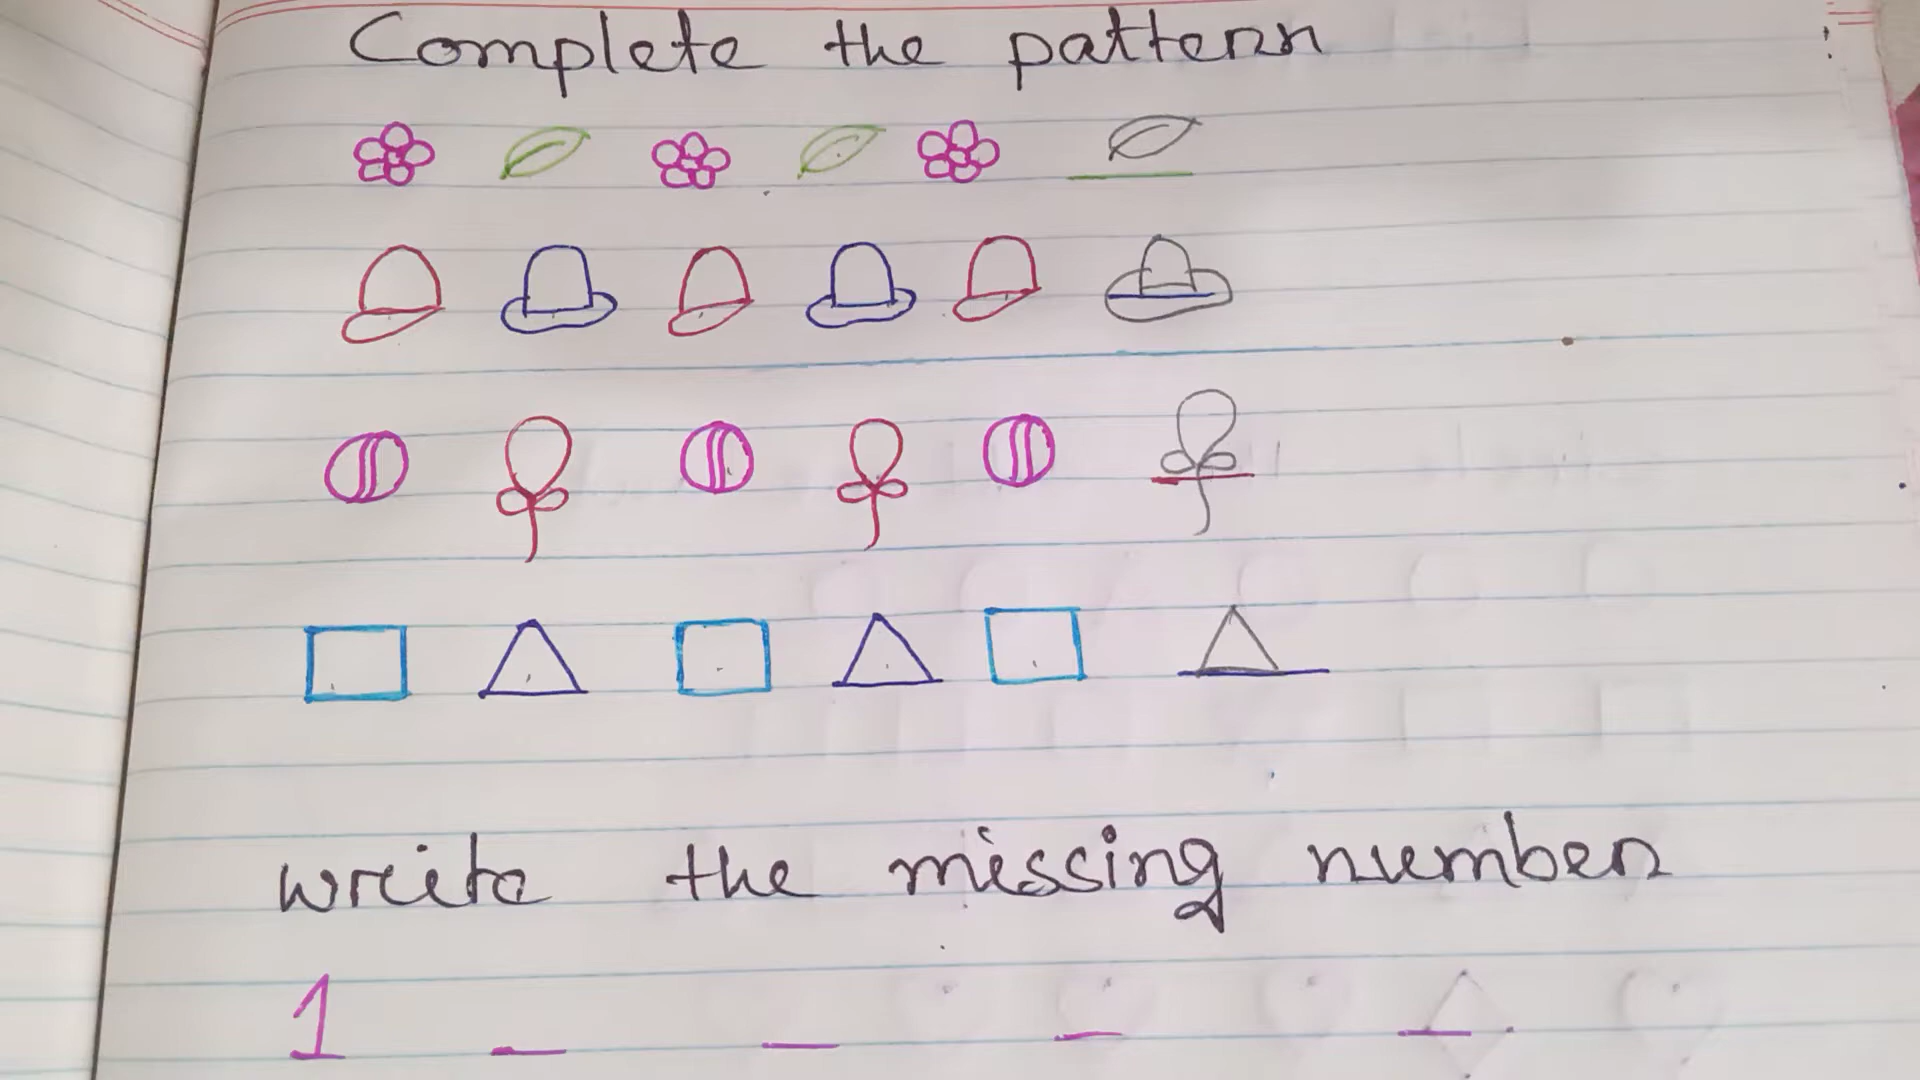 Complete the pattern
write the missing number
1 _ _ _ _